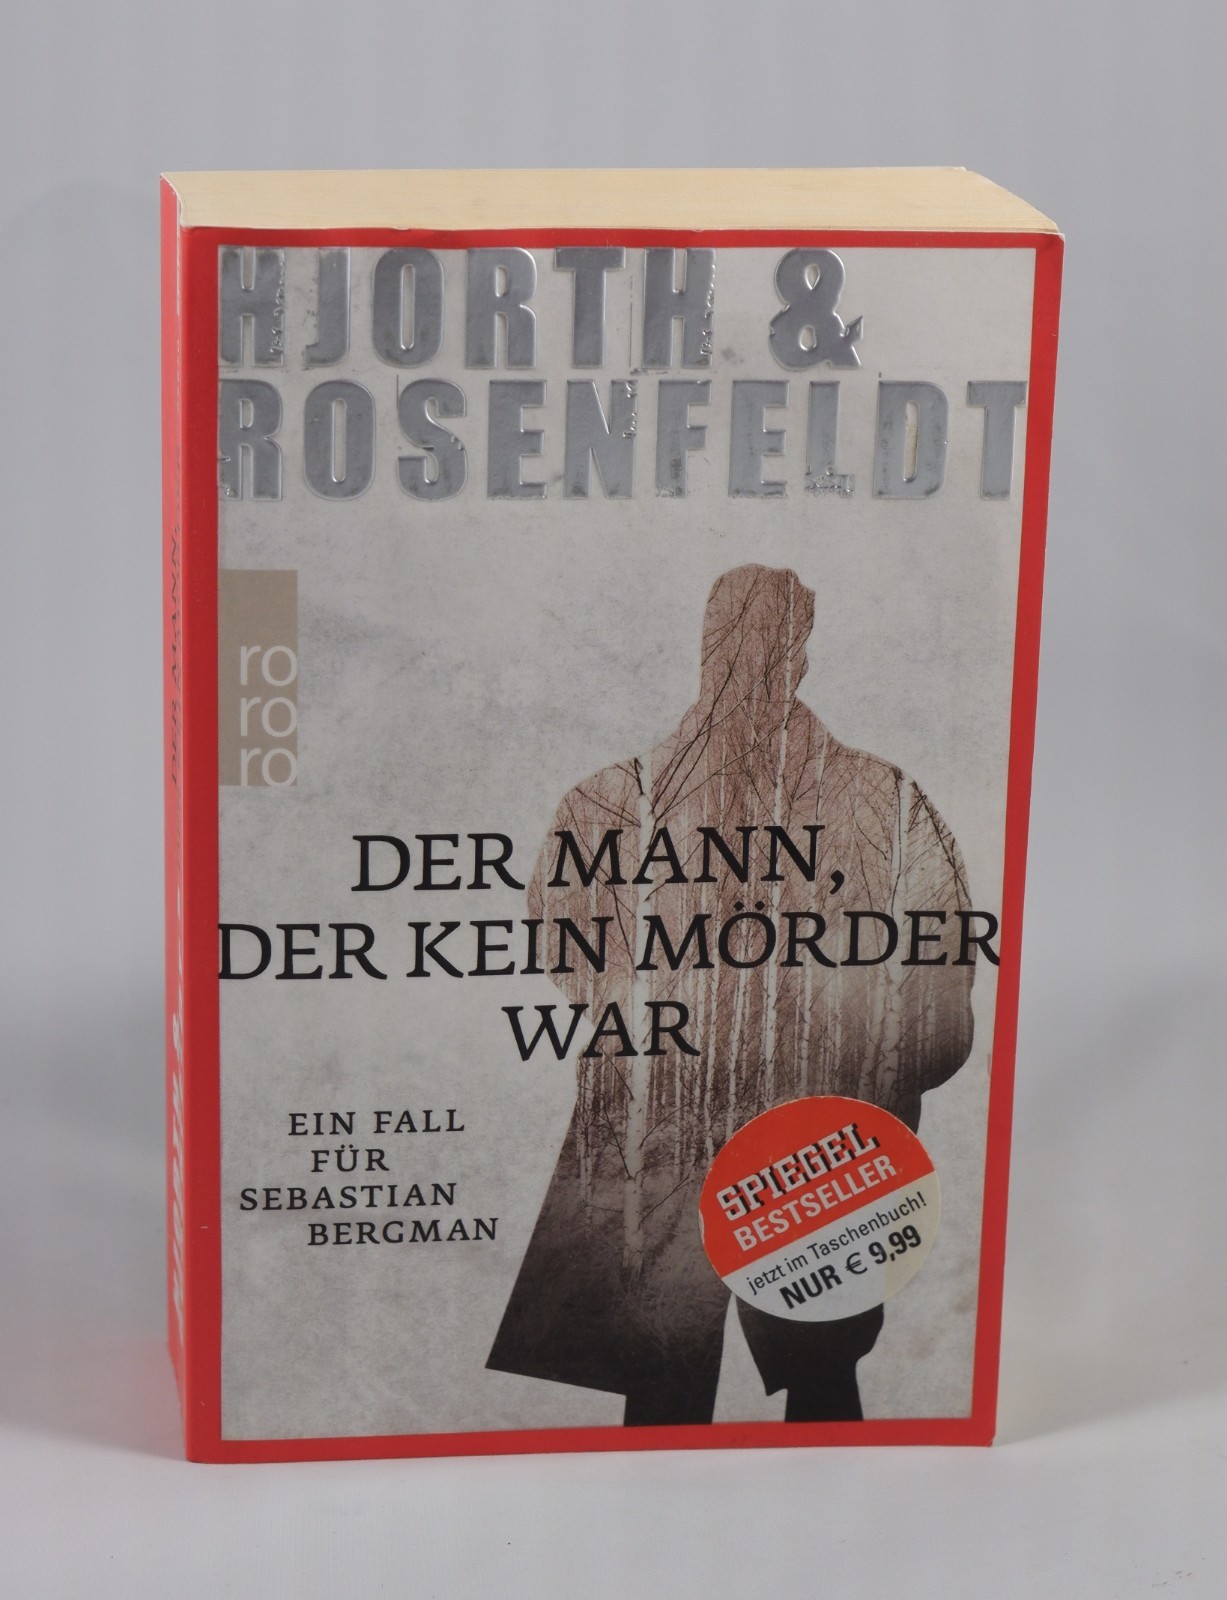 HJORTH &
ROSENFELDT
ro
ro
ro
DER MANN,
DER KEIN MÖRDER
WAR
EIN FALL
FÜR
SEBASTIAN
BERGMAN
SPIEGEL
BESTSELLER
jetzt im Taschenbuch!
NUR € 9,99
DER MANN,